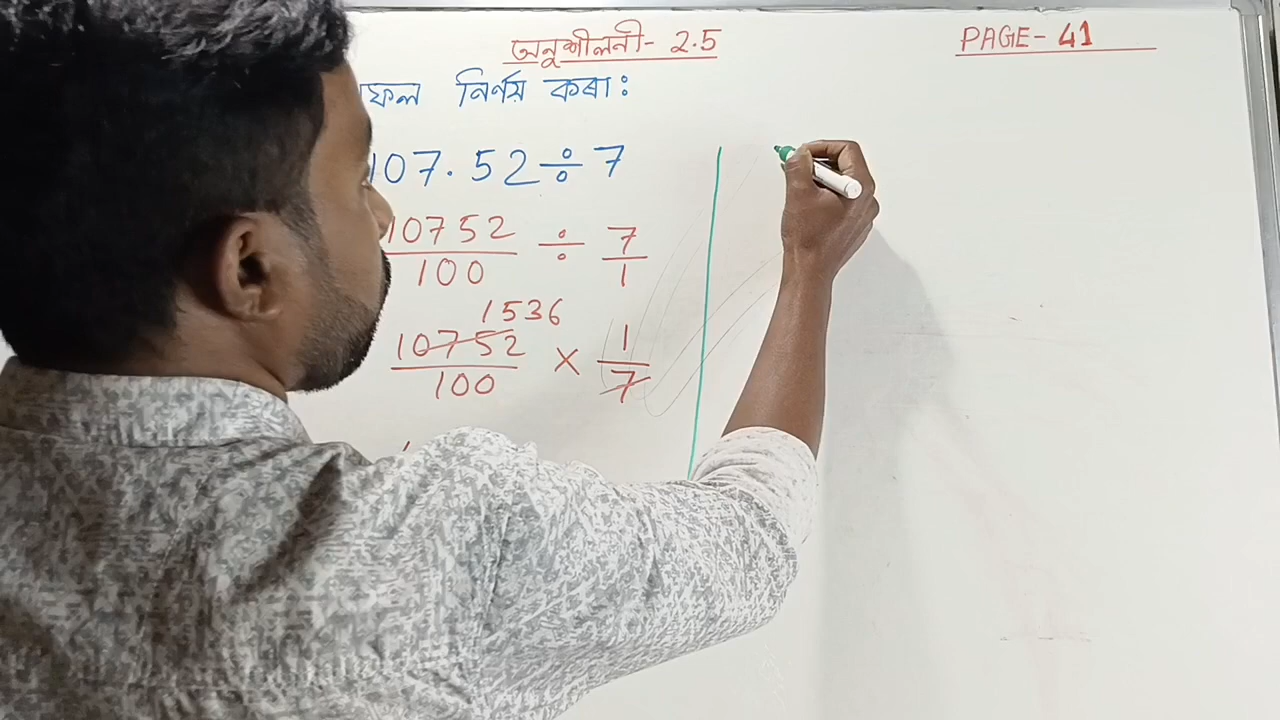 অনুশীলনী- 2.5
PAGE- 41
ফল নিৰ্ণয় কৰা:
107.52 ÷ 7
10752/100 ÷ 7/1
1536
10752/100 × 1/7